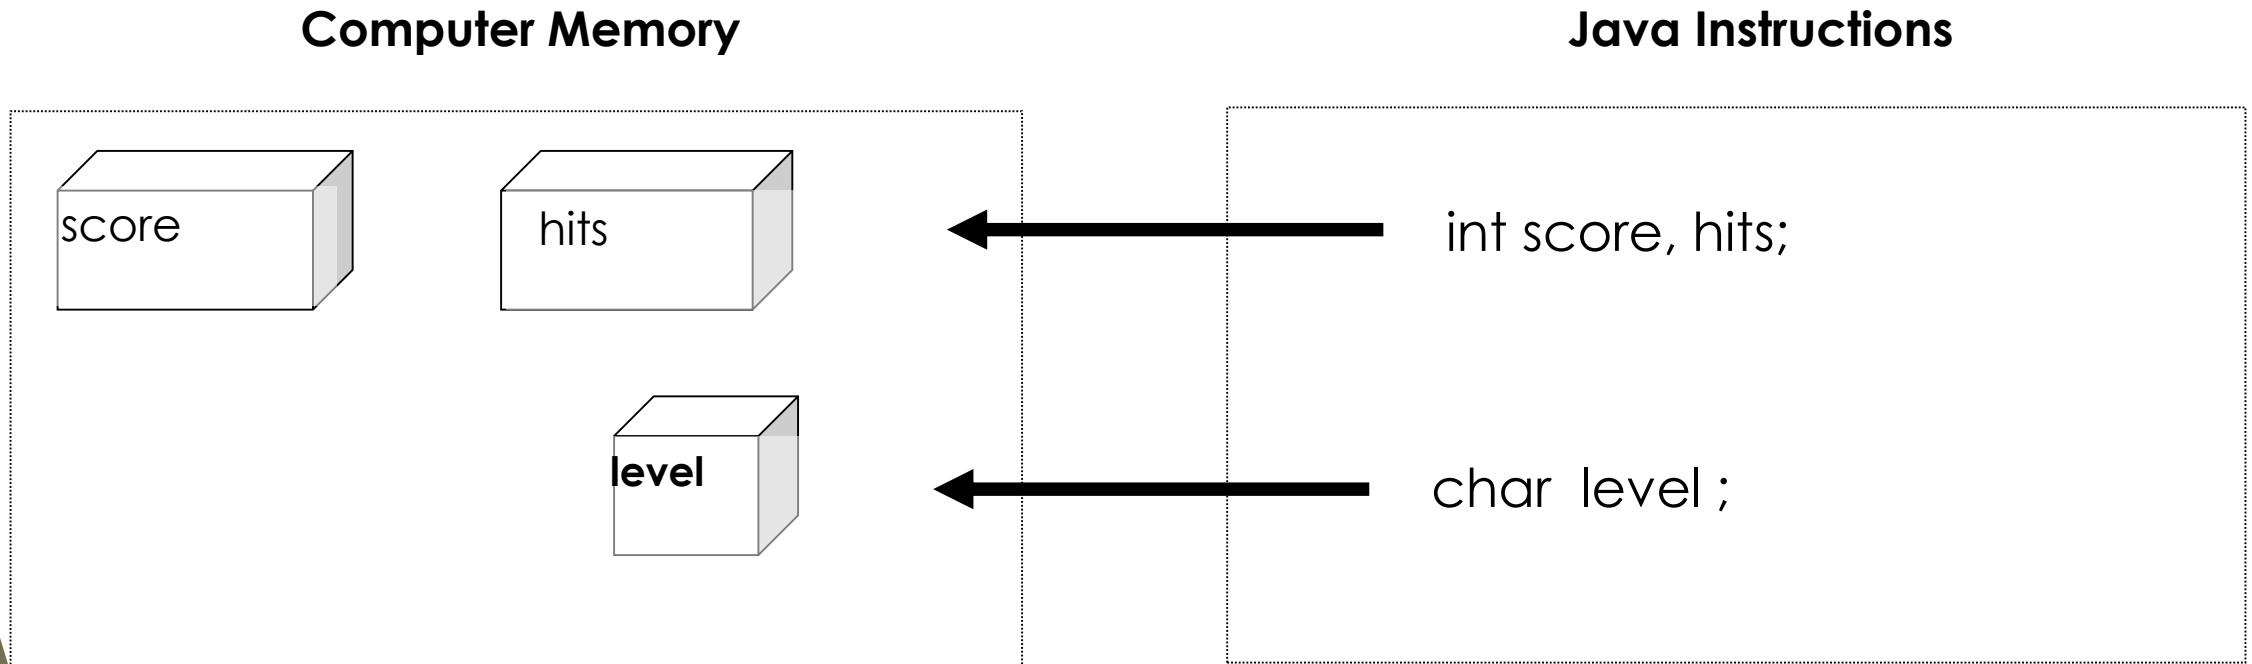 Computer Memory
Java Instructions
score
hits
int score, hits;
level
char level ;